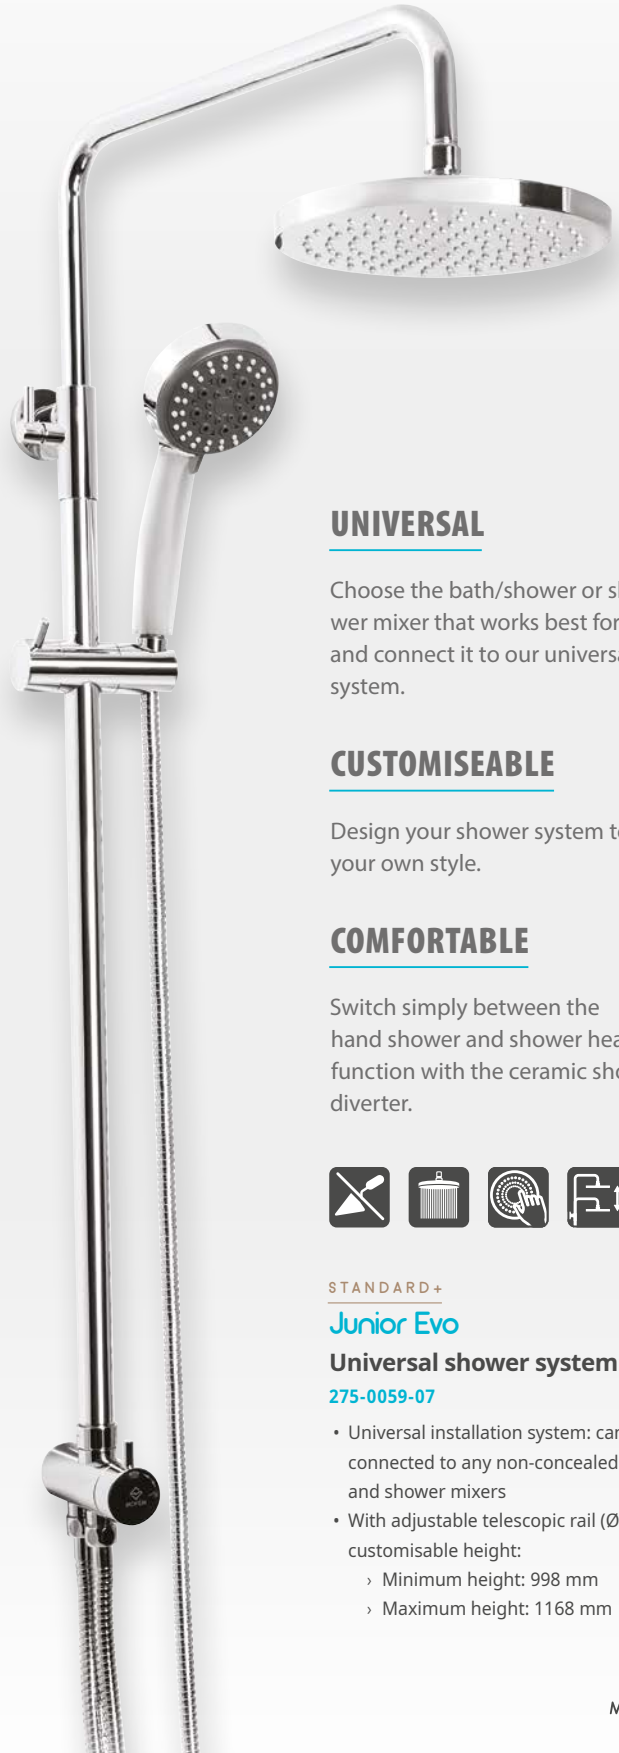 UNIVERSAL
Choose the bath/shower or s
wer mixer that works best for
and connect it to our univers
system.
CUSTOMISEABLE
Design your shower system t
your own style.
COMFORTABLE
Switch simply between the
hand shower and shower hea
function with the ceramic sho
diverter.
STANDARD+
Junior Evo
Universal shower system
275-0059-07
• Universal installation system: can
connected to any non-concealed
and shower mixers
• With adjustable telescopic rail (Ø
customisable height:
› Minimum height: 998 mm
› Maximum height: 1168 mm